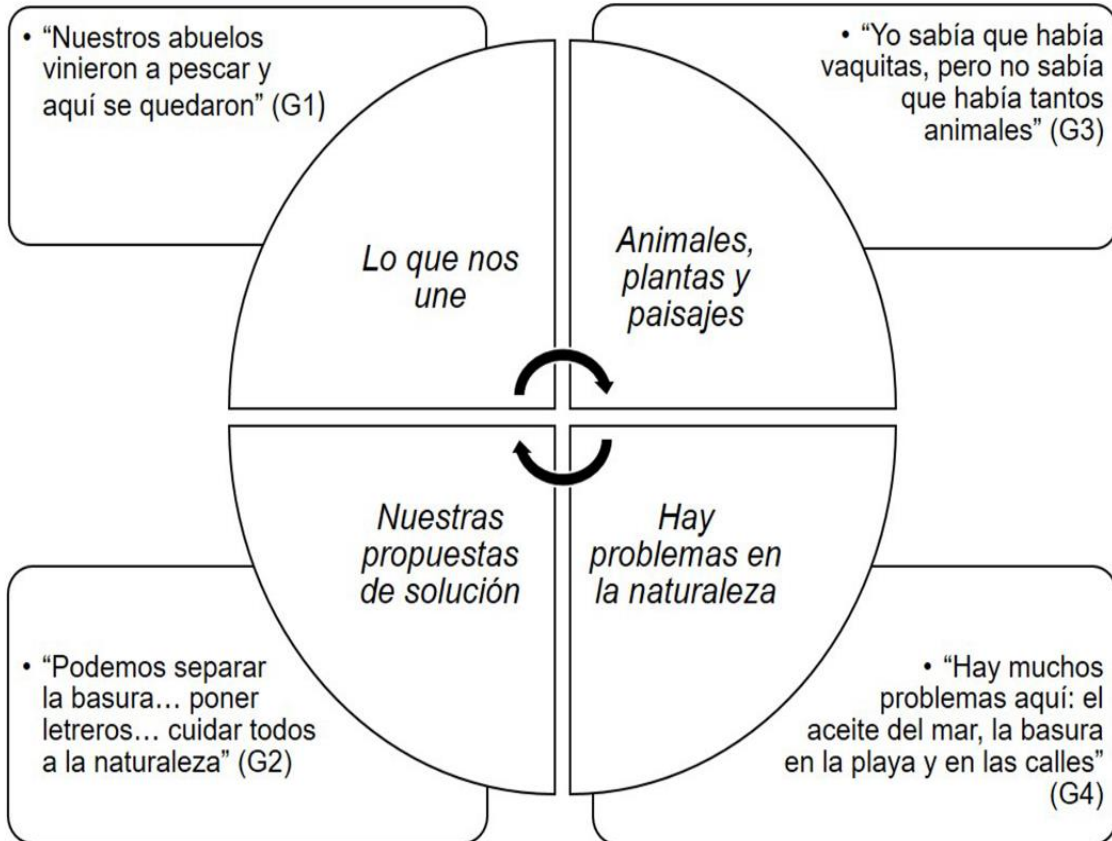 • “Nuestros abuelos
vinieron a pescar y
aquí se quedaron” (G1)
• “Yo sabía que había
vaquitas, pero no sabía
que había tantos
animales” (G3)
Lo que nos
une
Animales,
plantas y
paisajes
Nuestras
propuestas
de solución
Hay
problemas en
la naturaleza
• “Podemos separar
la basura… poner
letreros… cuidar todos
a la naturaleza” (G2)
• “Hay muchos
problemas aquí: el
aceite del mar, la basura
en la playa y en las calles”
(G4)